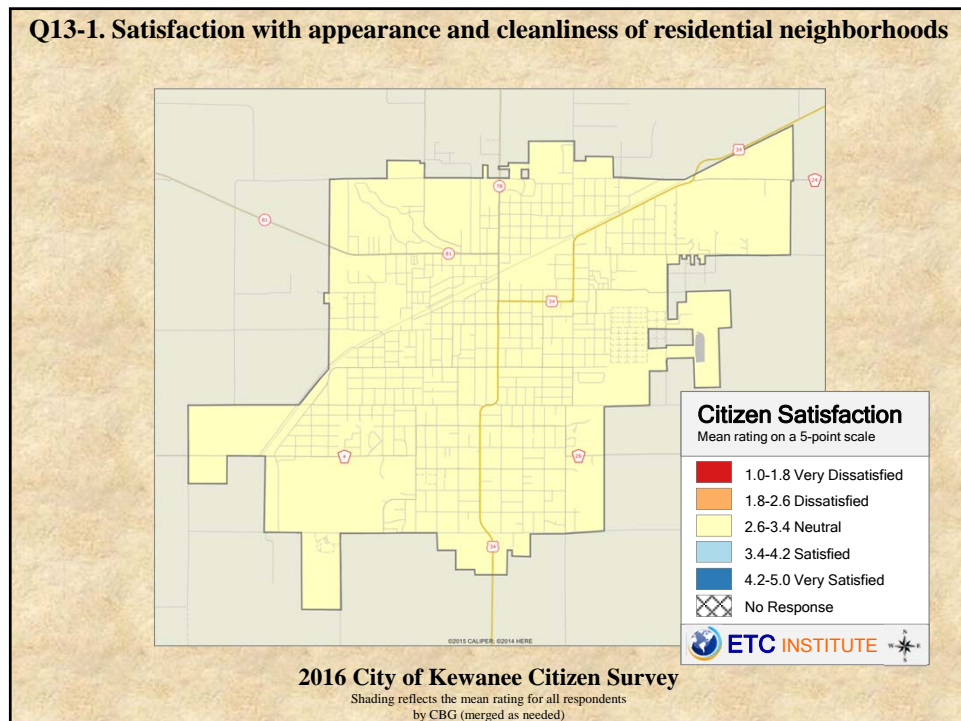 Q13-1. Satisfaction with appearance and cleanliness of residential neighborhoods
34
78
24
81
81
34
Citizen Satisfaction
Mean rating on a 5-point scale
1.0-1.8 Very Dissatisfied
1.8-2.6 Dissatisfied
2.6-3.4 Neutral
3.4-4.2 Satisfied
4.2-5.0 Very Satisfied
No Response
4
26
34
©2015 CALIPER; ©2014 HERE
ETC INSTITUTE
N
W
E
S
2016 City of Kewanee Citizen Survey
Shading reflects the mean rating for all respondents
by CBG (merged as needed)